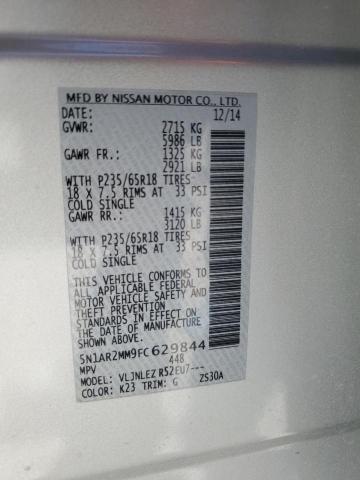 MFD BY NISSAN MOTOR CO., LTD.
DATE: 12/14
GVWR: 2715 KG
5986 LB
GAWR FR.: 1325 KG
2921 LB
WITH P235/65R18 TIRES
18 X 7.5 RIMS AT 33 PSI
COLD SINGLE
GAWR RR.: 1415 KG
3120 LB
WITH P235/65R18 TIRES
18 X 7.5 RIMS AT 33 PSI
COLD SINGLE
THIS VEHICLE CONFORMS TO
ALL APPLICABLE FEDERAL
MOTOR VEHICLE SAFETY AND
THEFT PREVENTION
STANDARDS IN EFFECT ON
THE DATE OF MANUFACTURE
SHOWN ABOVE.
5N1AR2MM9FC629844
MPV 448
MODEL: VLJNLEZ R52EU7---
COLOR: K23 TRIM: G ZS30A